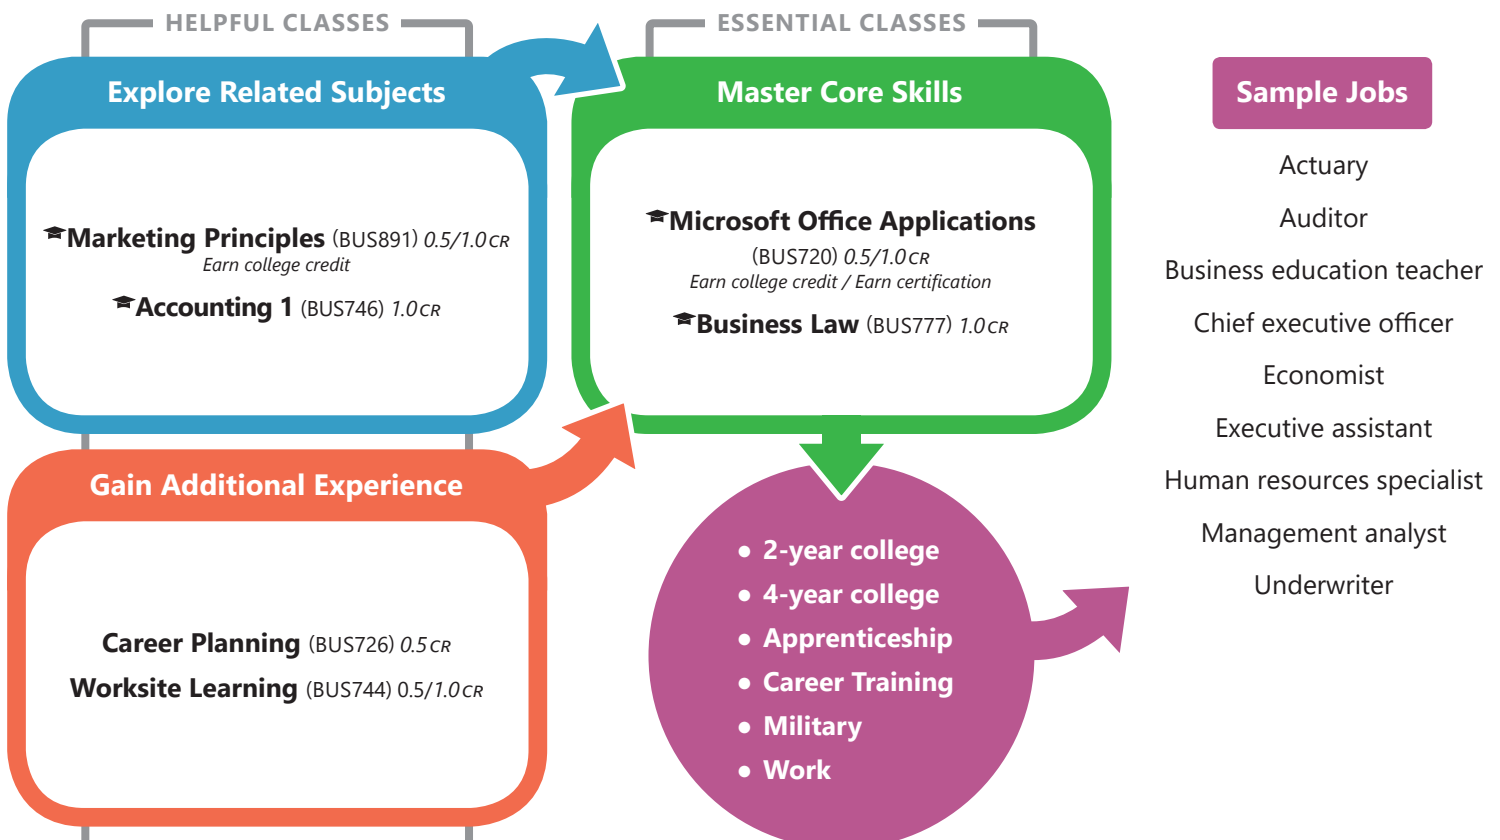 HELPFUL CLASSES
Explore Related Subjects
Marketing Principles (BUS891) 0.5/1.0 CR
Earn college credit
Accounting 1 (BUS746) 1.0 CR
Gain Additional Experience
Career Planning (BUS726) 0.5 CR
Worksite Learning (BUS744) 0.5/1.0 CR
ESSENTIAL CLASSES
Master Core Skills
Microsoft Office Applications
(BUS720) 0.5/1.0 CR
Earn college credit / Earn certification
Business Law (BUS777) 1.0 CR
• 2-year college
• 4-year college
• Apprenticeship
• Career Training
• Military
• Work
Sample Jobs
Actuary
Auditor
Business education teacher
Chief executive officer
Economist
Executive assistant
Human resources specialist
Management analyst
Underwriter